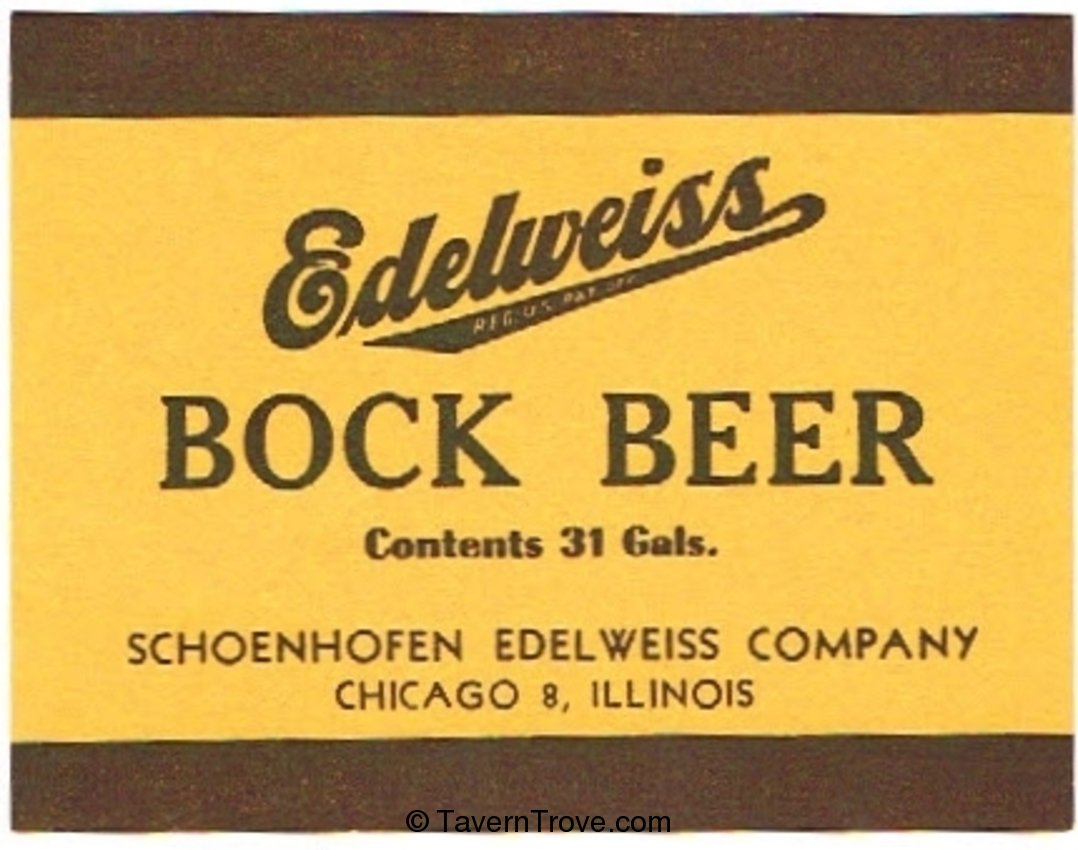 Edelweiss
REG. U.S. PAT. OFF.
BOCK BEER
Contents 31 Gals.
SCHOENHOFEN EDELWEISS COMPANY
CHICAGO 8, ILLINOIS
© TavernTrove.com